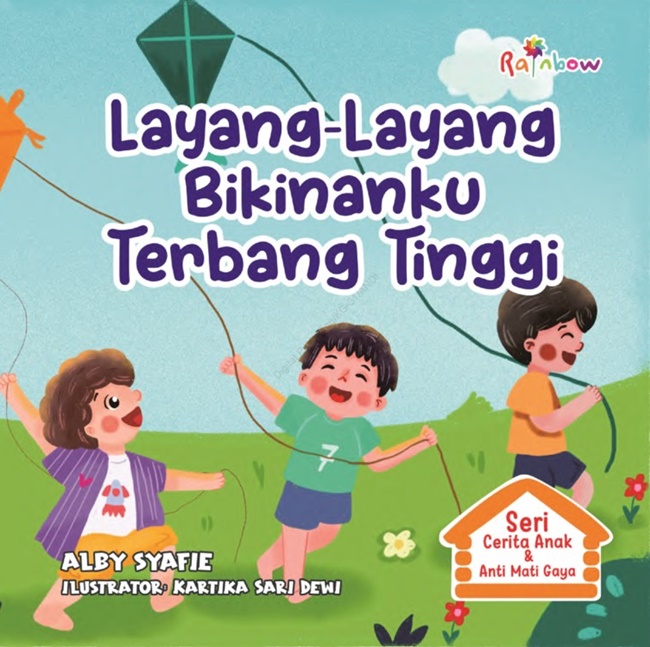 Rainbow
Layang-Layang
Bikinanku
Terbang Tinggi
7
Seri
Cerita Anak
&
Anti Mati Gaya
ALBY SYAFIE
ILUSTRATOR: KARTIKA SARI DEWI